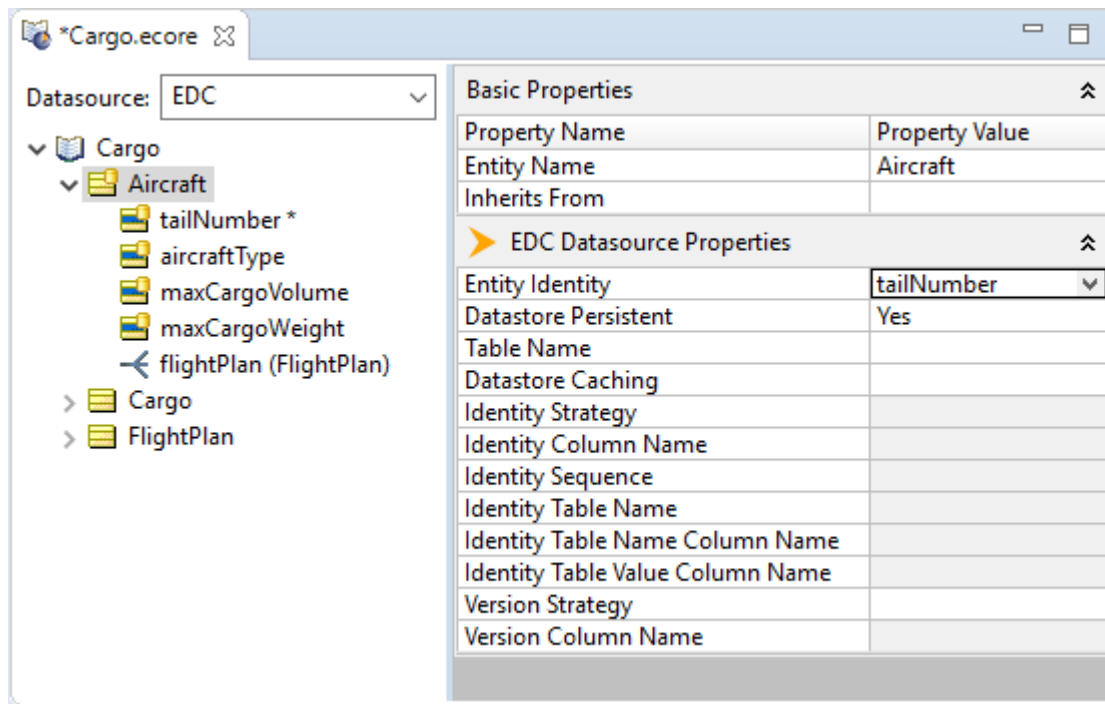 *Cargo.ecore
Datasource: EDC
Cargo
Aircraft
tailNumber *
aircraftType
maxCargoVolume
maxCargoWeight
flightPlan (FlightPlan)
Cargo
FlightPlan
Basic Properties
Property Name Property Value
Entity Name Aircraft
Inherits From
EDC Datasource Properties
Entity Identity tailNumber
Datastore Persistent Yes
Table Name
Datastore Caching
Identity Strategy
Identity Column Name
Identity Sequence
Identity Table Name
Identity Table Name Column Name
Identity Table Value Column Name
Version Strategy
Version Column Name